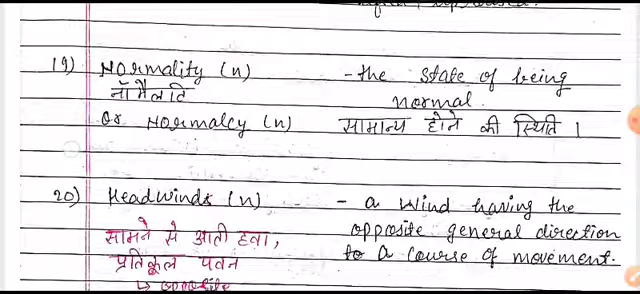 19) Normality (n) - the state of being
नॉर्मैलटि normal.
Or Normalcy (n) सामान्य होने की स्थिति ।
20) Headwinds (n) - a wind having the
सामने से आती हवा, opposite general direction
प्रतिकूल पवन to a course of movement.
↳ opposite